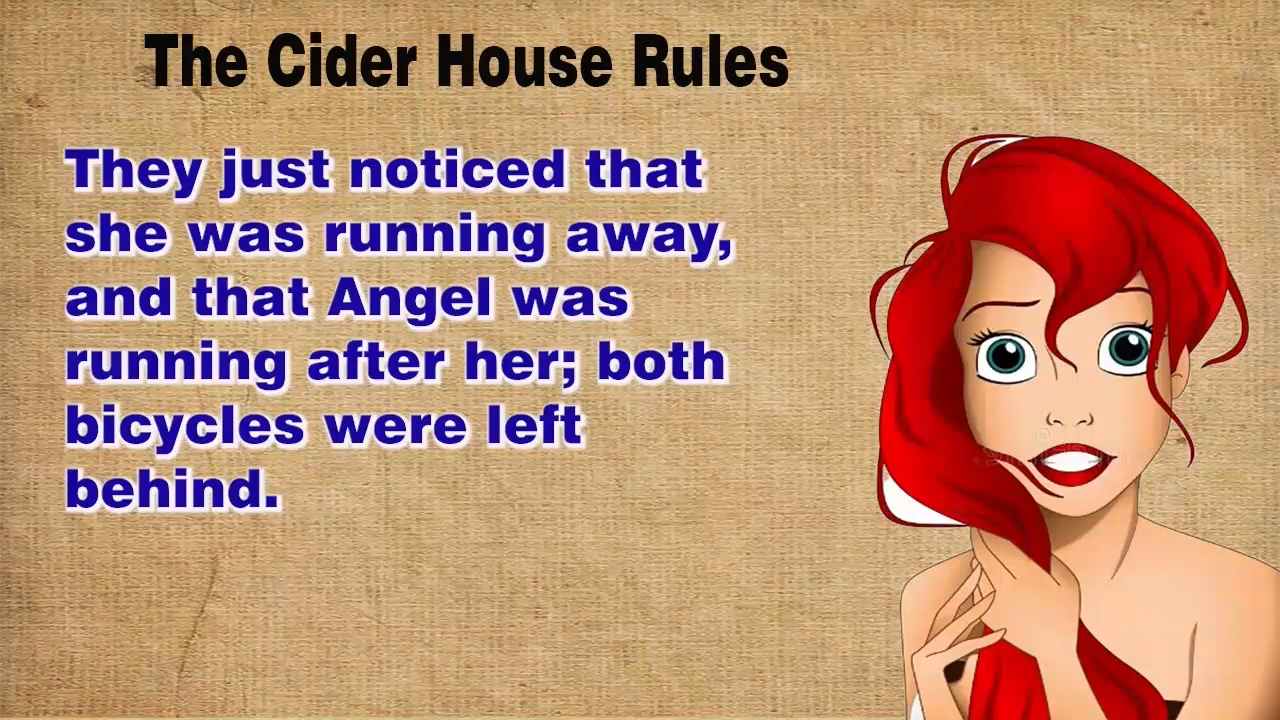 The Cider House Rules
They just noticed that
she was running away,
and that Angel was
running after her; both
bicycles were left
behind.